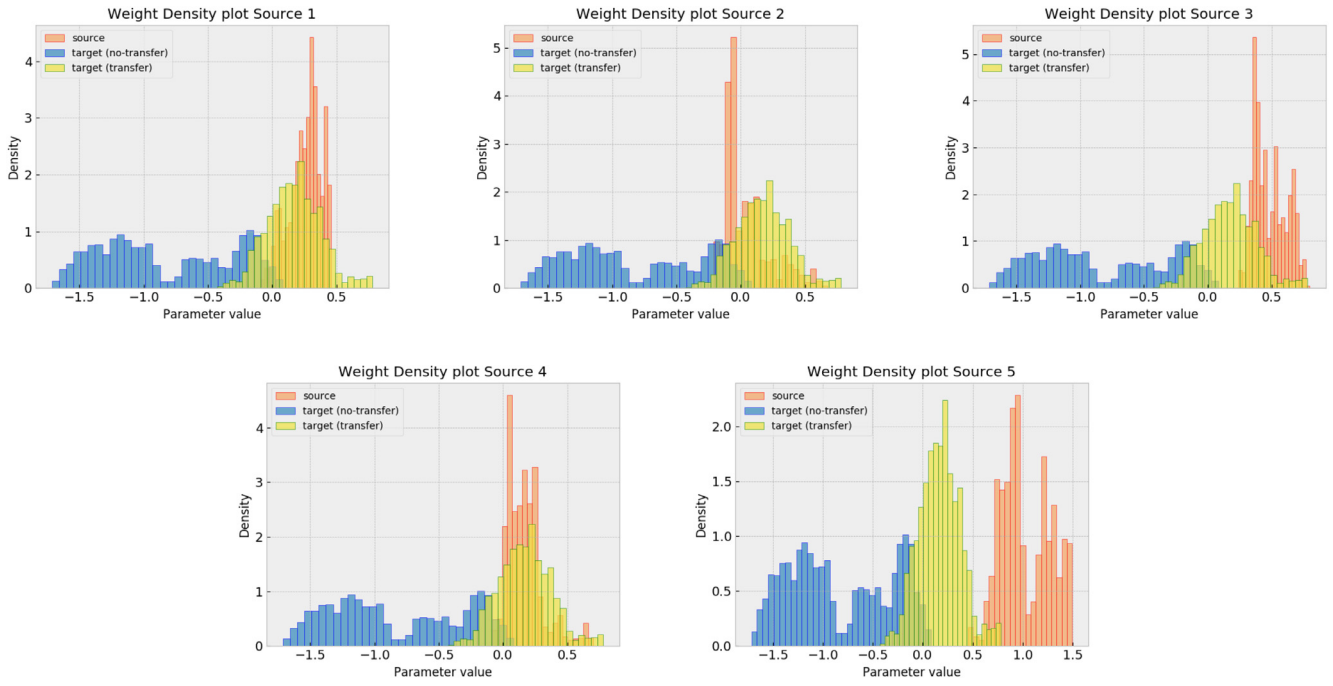 Weight Density plot Source 1
source
target (no-transfer)
target (transfer)
4
3
2
1
0
Density
−1.5 −1.0 −0.5 0.0 0.5
Parameter value
Weight Density plot Source 2
source
target (no-transfer)
target (transfer)
5
4
3
2
1
0
Density
−1.5 −1.0 −0.5 0.0 0.5
Parameter value
Weight Density plot Source 3
source
target (no-transfer)
target (transfer)
5
4
3
2
1
0
Density
−1.5 −1.0 −0.5 0.0 0.5
Parameter value
Weight Density plot Source 4
source
target (no-transfer)
target (transfer)
4
3
2
1
0
Density
−1.5 −1.0 −0.5 0.0 0.5
Parameter value
Weight Density plot Source 5
source
target (no-transfer)
target (transfer)
2.0
1.5
1.0
0.5
0.0
Density
−1.5 −1.0 −0.5 0.0 0.5 1.0 1.5
Parameter value